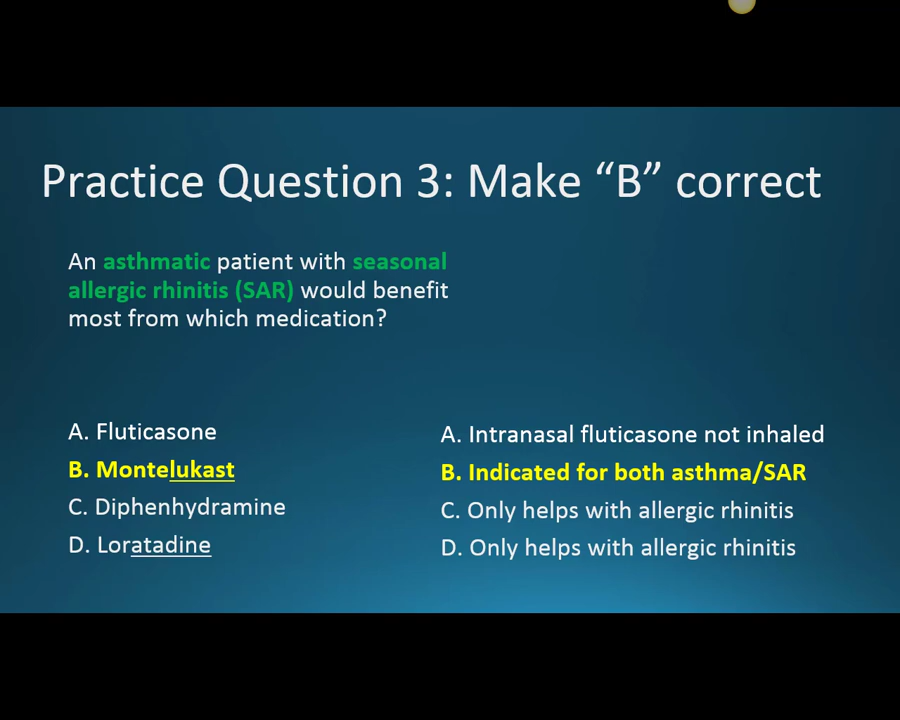 Practice Question 3: Make “B” correct
An asthmatic patient with seasonal
allergic rhinitis (SAR) would benefit
most from which medication?
A. Fluticasone
B. Montelukast
C. Diphenhydramine
D. Loratadine
A. Intranasal fluticasone not inhaled
B. Indicated for both asthma/SAR
C. Only helps with allergic rhinitis
D. Only helps with allergic rhinitis